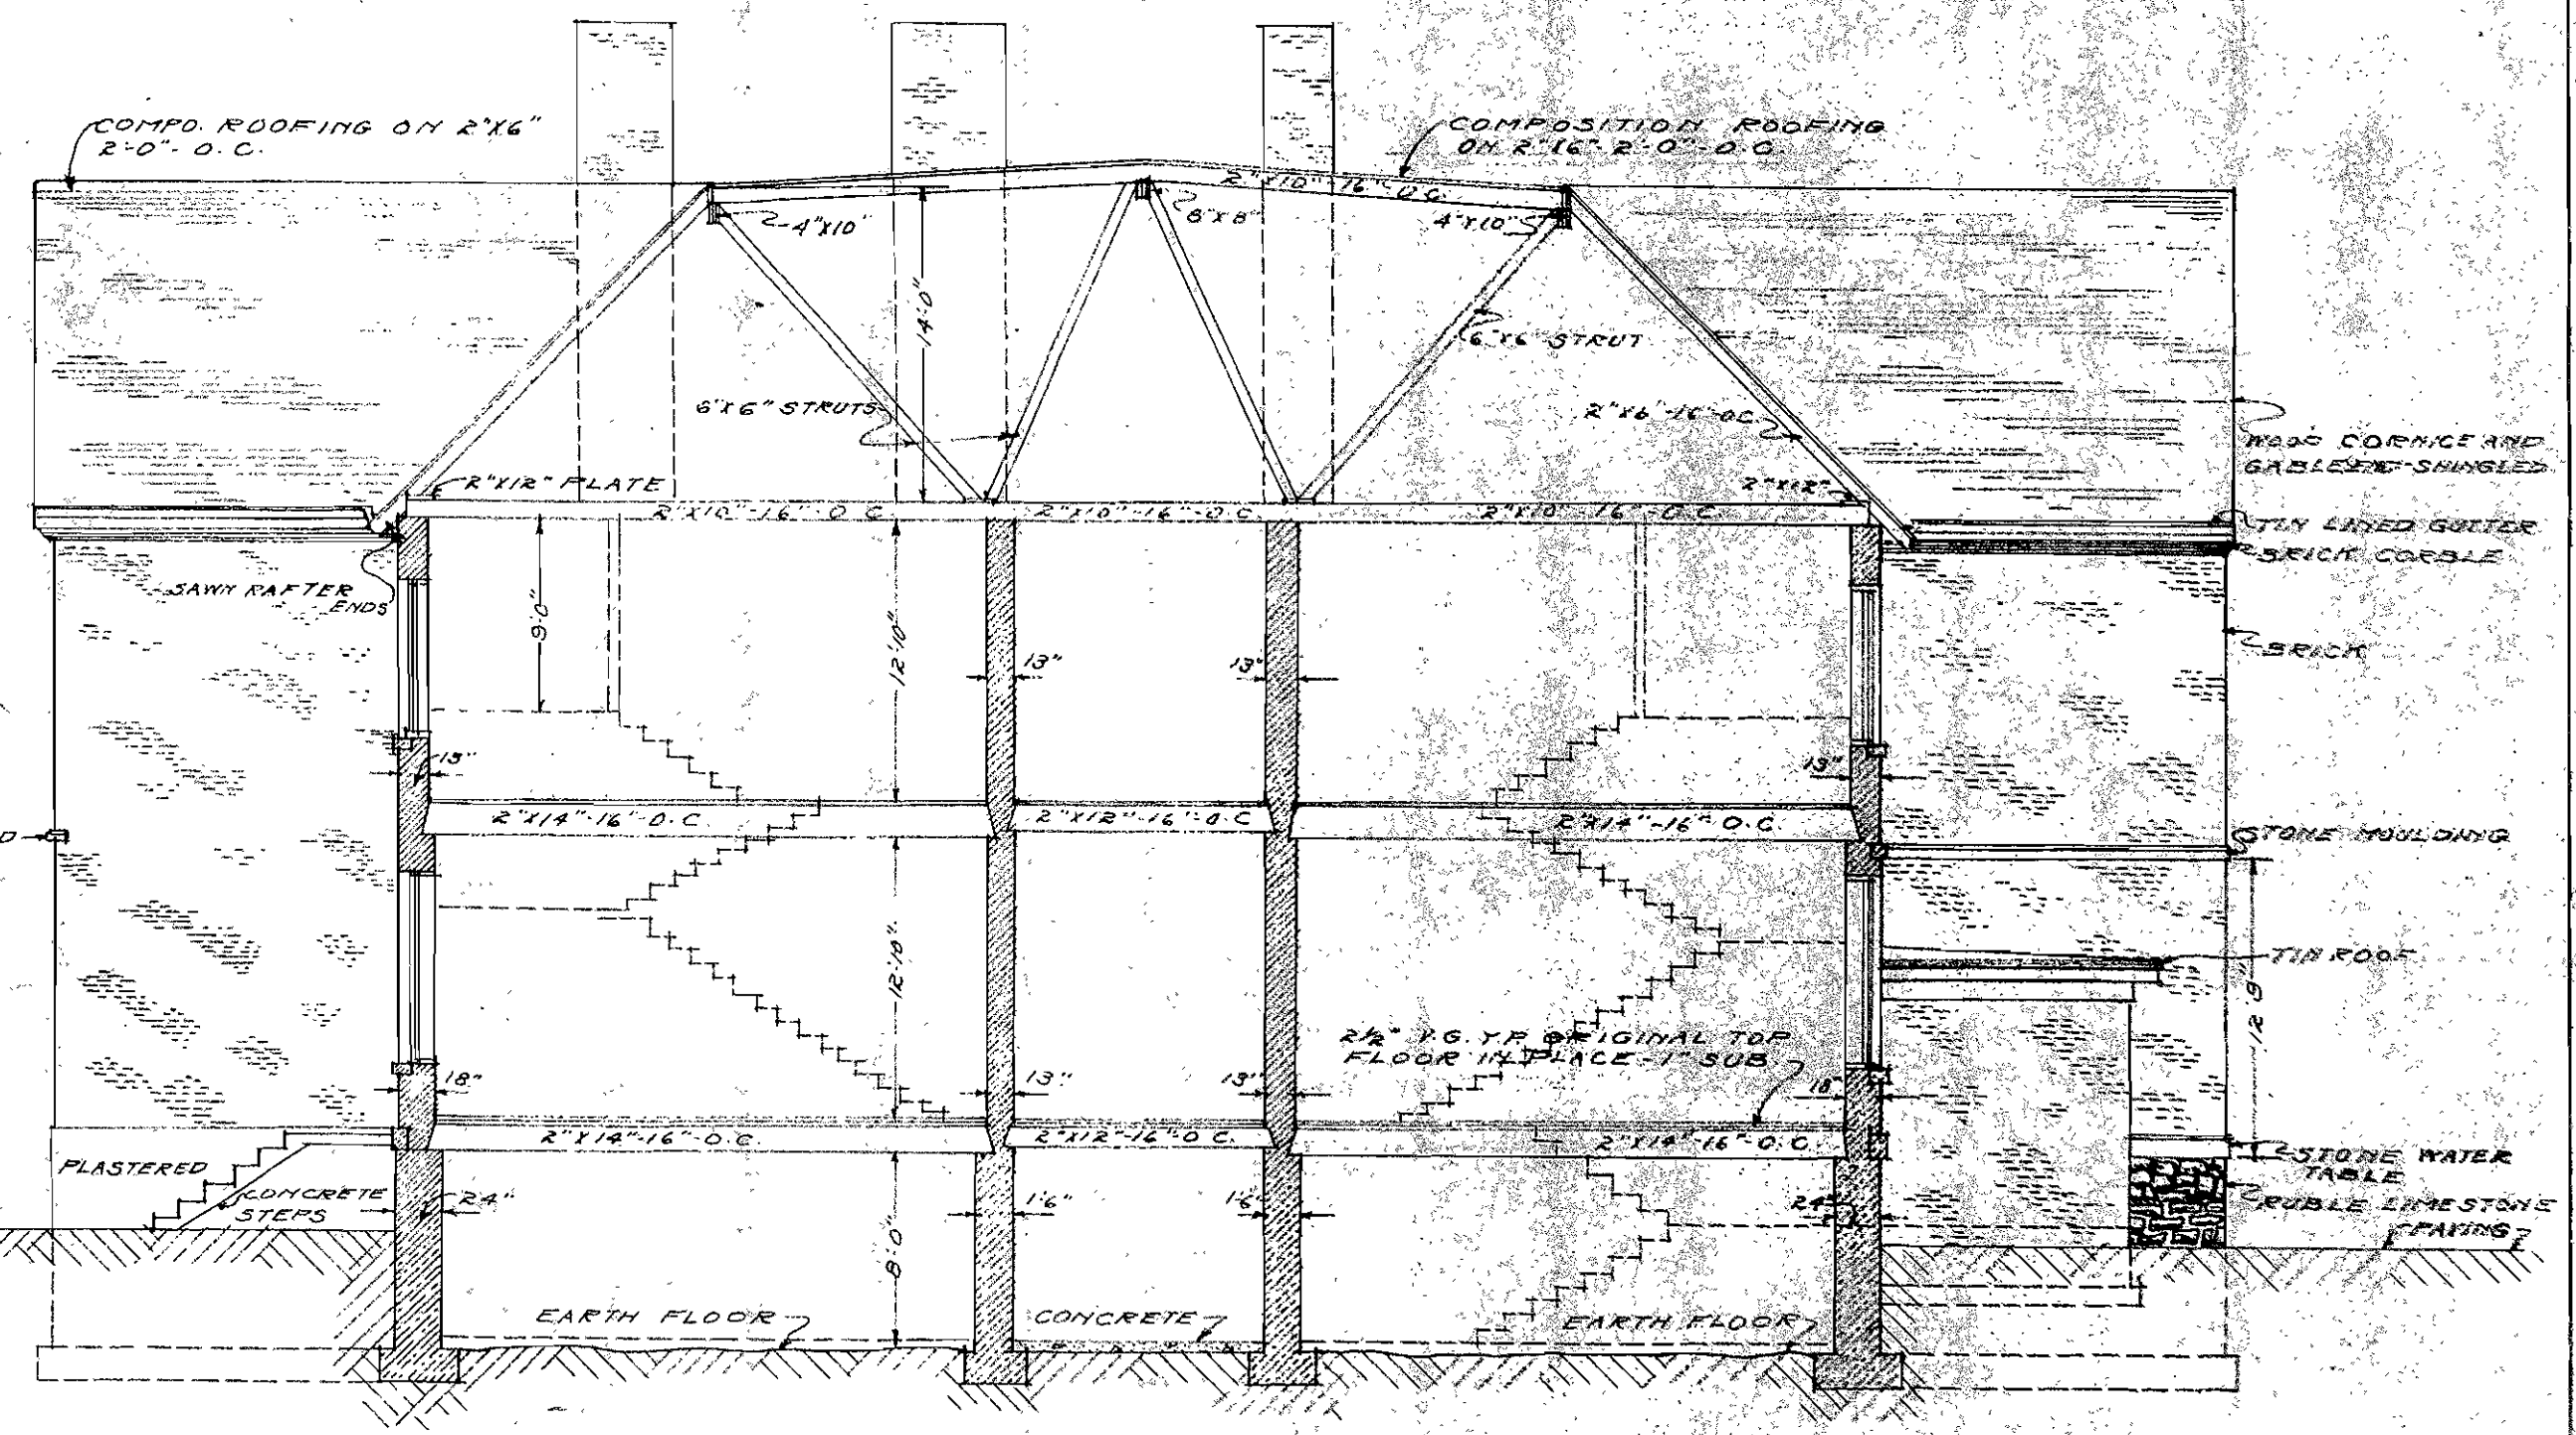 COMPO. ROOFING ON 2"X6"
2'-0"- O.C.
COMPOSITION ROOFING
ON 2"X6"- 2'-0"-O.C.
2"X10"-16"-O.C.
4"X10"
8"X8"
4"X10"
14'-0"
6"X6" STRUT
6"X6" STRUTS
2"X6"-16"-O.C.
WOOD CORNICE AND
SHINGLED
2"X12" PLATE
2"X12"
2"X10"-16"-O.C.
2"X10"-16"-O.C.
2"X10"-16"-O.C.
TIN LINED GUTTER
BRICK CORBLE
SAWN RAFTER
ENDS
9'-0"
12'-10"
BRICK
13"
13"
13"
13"
2"X14"-16"-O.C.
2"X12"-16"-O.C.
2"X14"-16"-O.C.
STONE MOULDING
D
12'-10"
TIN ROOF
12'-9"
2½" V.G. Y.P. ORIGINAL TOP
FLOOR IN PLACE-1" SUB
18"
13"
13"
18"
2"X14"-16"-O.C.
2"X12"-16"-O.C.
2"X14"-16"-O.C.
PLASTERED
STONE WATER
TABLE
CONCRETE
STEPS
24"
1'6"
1'6"
24"
RUBLE LIMESTONE
8'-0"
EARTH FLOOR
CONCRETE
EARTH FLOOR